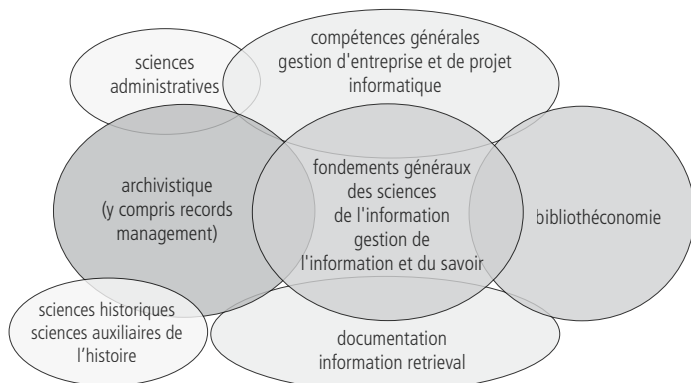 compétences générales
gestion d'entreprise et de projet
informatique
sciences
administratives
archivistique
(y compris records
management)
fondements généraux
des sciences
de l'information
gestion de
l'information et du savoir
bibliothéconomie
sciences historiques
sciences auxiliaires de
l'histoire
documentation
information retrieval